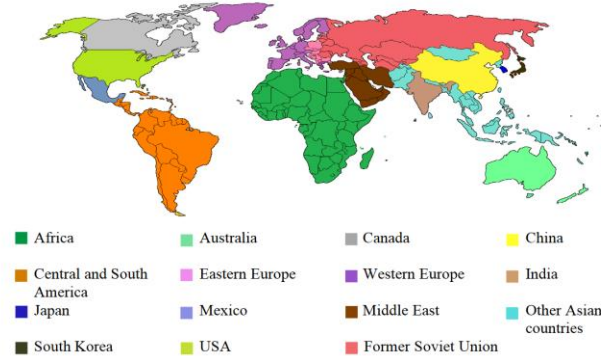 Africa
Australia
Canada
China
Central and South
America
Eastern Europe
Western Europe
India
Japan
Mexico
Middle East
Other Asian
countries
South Korea
USA
Former Soviet Union